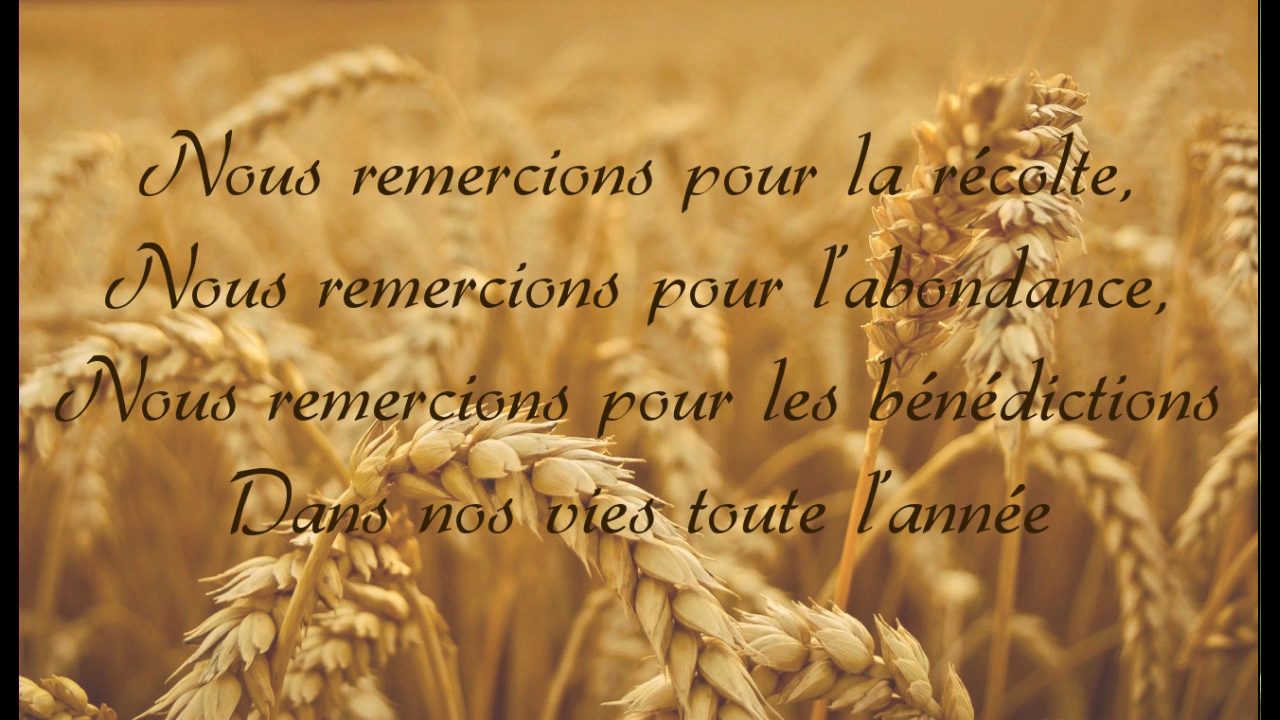 Nous remercions pour la récolte,
Nous remercions pour l'abondance,
Nous remercions pour les bénédictions
Dans nos vies toute l'année